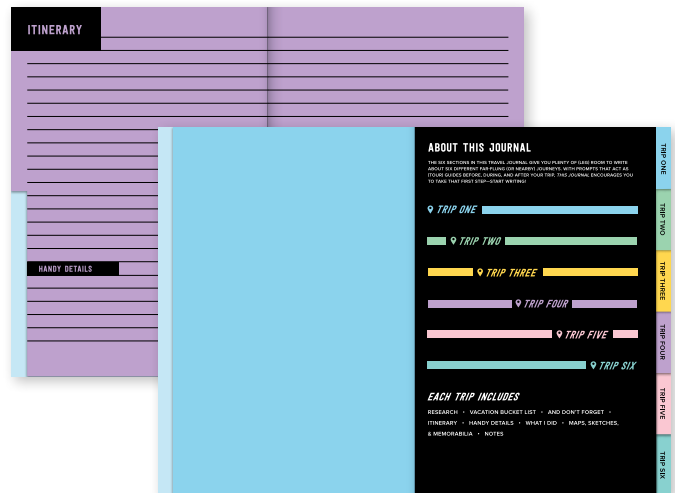 ITINERARY
HANDY DETAILS
ABOUT THIS JOURNAL
THE SIX SECTIONS IN THIS TRAVEL JOURNAL GIVE YOU PLENTY OF (LEG) ROOM TO WRITE
ABOUT SIX DIFFERENT FAR-FLUNG (OR NEARBY) JOURNEYS. WITH PROMPTS THAT ACT AS
(TOUR) GUIDES BEFORE, DURING, AND AFTER YOUR TRIP, THIS JOURNAL ENCOURAGES YOU
TO TAKE THAT FIRST STEP—START WRITING!
TRIP ONE
TRIP TWO
TRIP THREE
TRIP FOUR
TRIP FIVE
TRIP SIX
EACH TRIP INCLUDES
RESEARCH • VACATION BUCKET LIST • AND DON'T FORGET •
ITINERARY • HANDY DETAILS • WHAT I DID • MAPS, SKETCHES,
& MEMORABILIA • NOTES
TRIP ONE
TRIP TWO
TRIP THREE
TRIP FOUR
TRIP FIVE
TRIP SIX